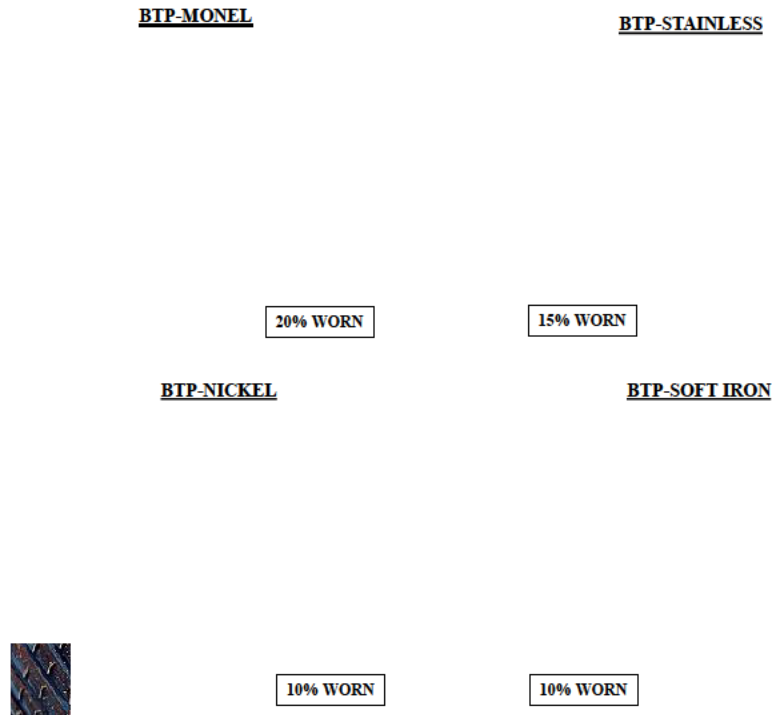 BTP-MONEL
BTP-STAINLESS
20% WORN
15% WORN
BTP-NICKEL
BTP-SOFT IRON
10% WORN
10% WORN